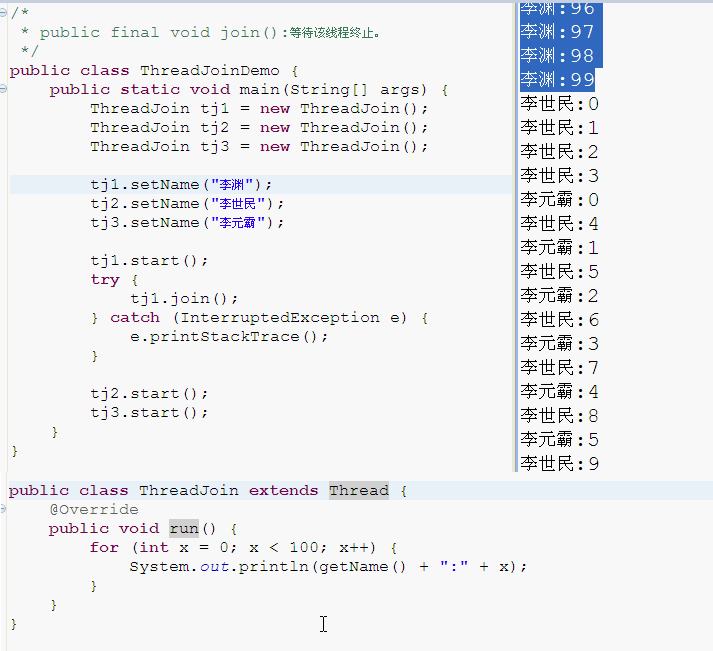 /*
 * public final void join():等待该线程终止。
 */
public class ThreadJoinDemo {
    public static void main(String[] args) {
        ThreadJoin tj1 = new ThreadJoin();
        ThreadJoin tj2 = new ThreadJoin();
        ThreadJoin tj3 = new ThreadJoin();
        tj1.setName("李渊");
        tj2.setName("李世民");
        tj3.setName("李元霸");
        tj1.start();
        try {
            tj1.join();
        } catch (InterruptedException e) {
            e.printStackTrace();
        }
        tj2.start();
        tj3.start();
    }
}
public class ThreadJoin extends Thread {
    @Override
    public void run() {
        for (int x = 0; x < 100; x++) {
            System.out.println(getName() + ":" + x);
        }
    }
}
李渊:96
李渊:97
李渊:98
李渊:99
李世民:0
李世民:1
李世民:2
李世民:3
李元霸:0
李世民:4
李元霸:1
李世民:5
李元霸:2
李世民:6
李元霸:3
李世民:7
李元霸:4
李世民:8
李元霸:5
李世民:9